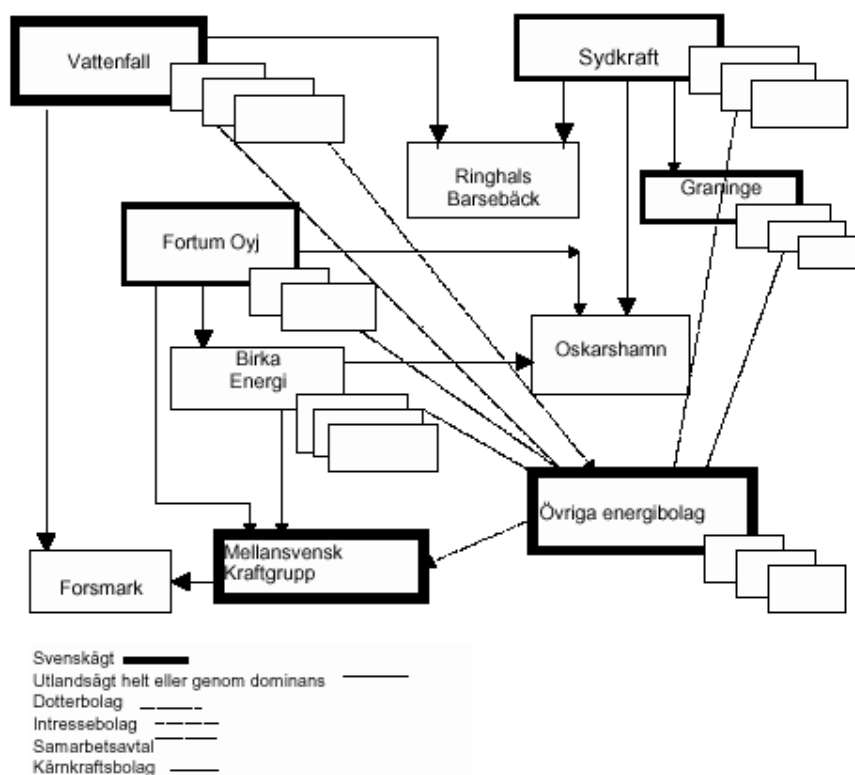 Vattenfall
Sydkraft
Ringhals
Barsebäck
Graninge
Fortum Oyj
Birka
Energi
Oskarshamn
Övriga energibolag
Mellansvensk
Kraftgrupp
Forsmark
Svenskägt
Utlandsägt helt eller genom dominans
Dotterbolag
Intressebolag
Samarbetsavtal
Kärnkraftsbolag